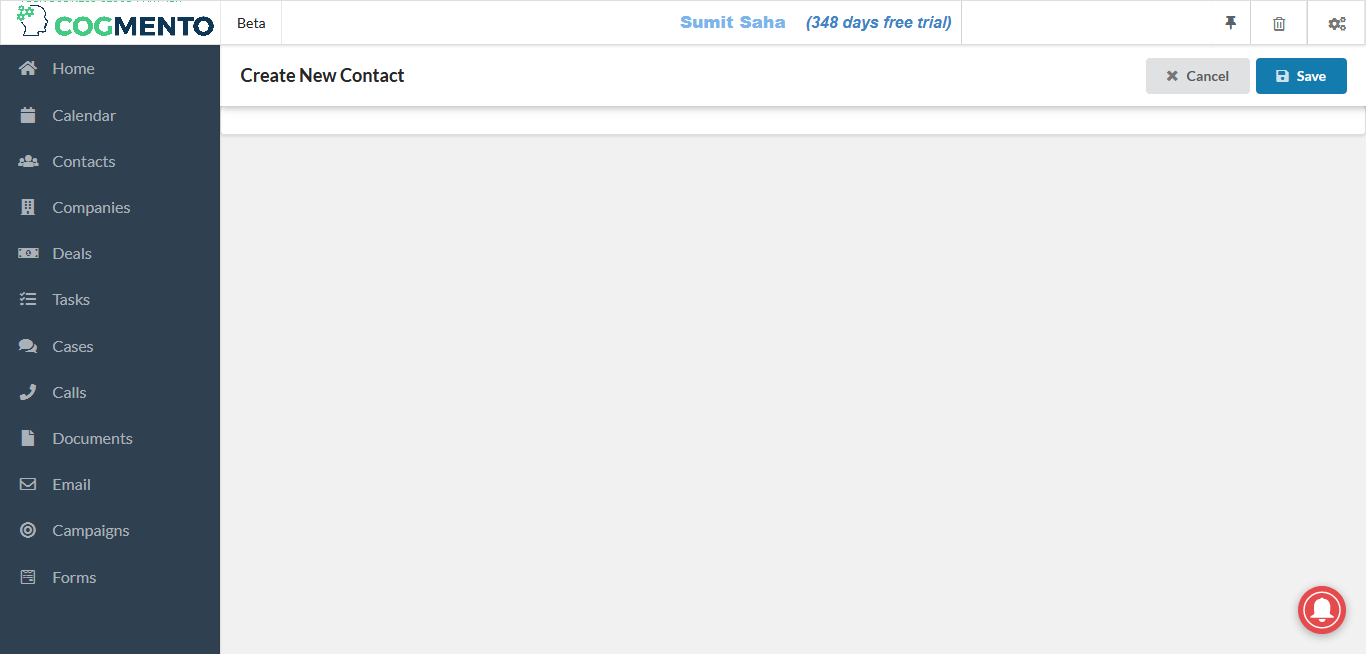 COGMENTO
Beta
Sumit Saha (348 days free trial)
Create New Contact
Cancel
Save
Home
Calendar
Contacts
Companies
Deals
Tasks
Cases
Calls
Documents
Email
Campaigns
Forms